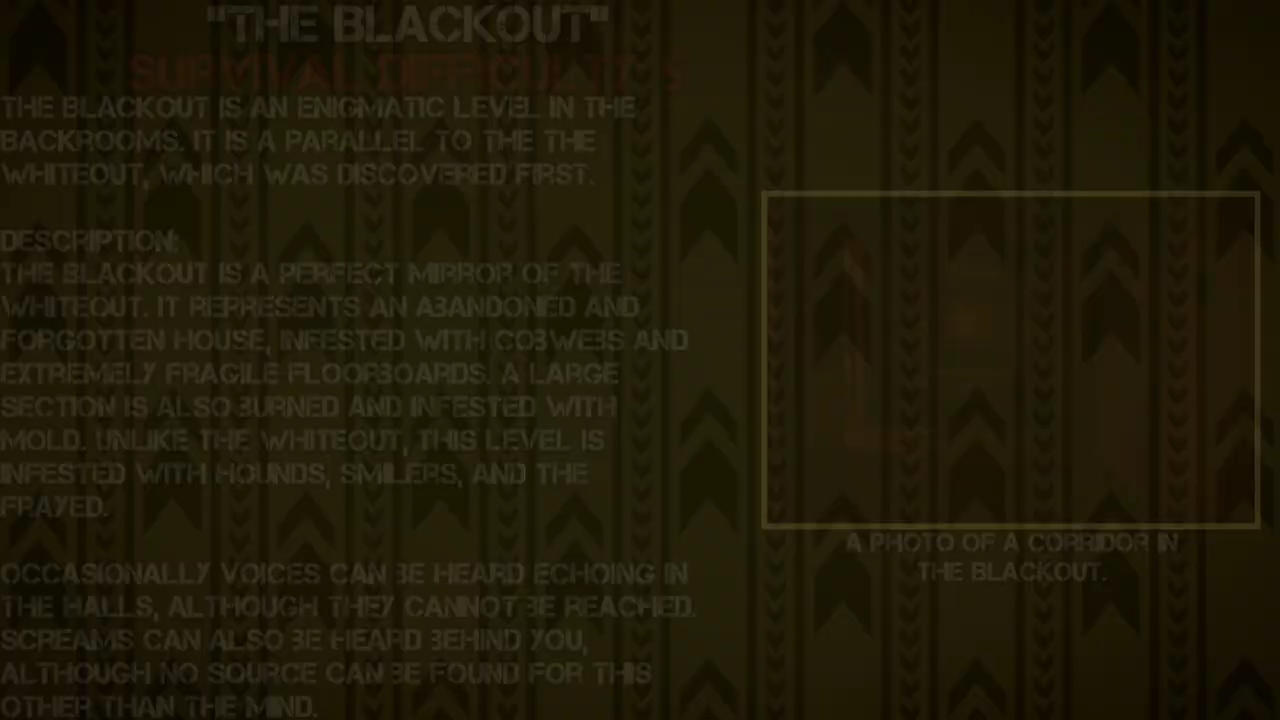 "THE BLACKOUT"
SURVIVAL DIFFICULTY 5
THE BLACKOUT IS AN ENIGMATIC LEVEL IN THE
BACKROOMS. IT IS A PARALLEL TO THE THE
WHITEOUT, WHICH WAS DISCOVERED FIRST.
DESCRIPTION:
THE BLACKOUT IS A PERFECT MIRROR OF THE
WHITEOUT. IT REPRESENTS AN ABANDONED AND
FORGOTTEN HOUSE, INFESTED WITH COBWEBS AND
EXTREMELY FRAGILE FLOORBOARDS. A LARGE
SECTION IS ALSO BURNED AND INFESTED WITH
MOLD. UNLIKE THE WHITEOUT, THIS LEVEL IS
INFESTED WITH HOUNDS, SMILERS, AND THE
FRAYED.
OCCASIONALLY VOICES CAN BE HEARD ECHOING IN
THE HALLS, ALTHOUGH THEY CANNOT BE REACHED.
SCREAMS CAN ALSO BE HEARD BEHIND YOU,
ALTHOUGH NO SOURCE CAN BE FOUND FOR THIS
OTHER THAN THE MIND.
A PHOTO OF A CORRIDOR IN
THE BLACKOUT.